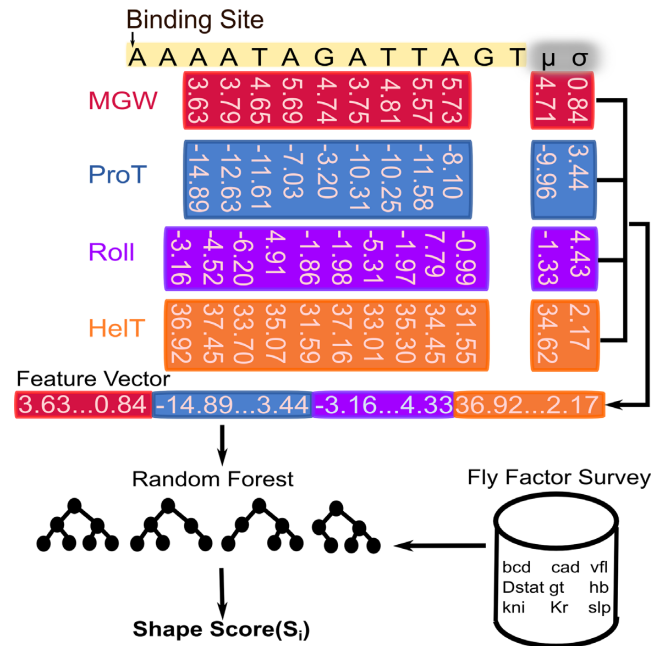 Binding Site
A A A A T A G A T T A G T μ σ
MGW 3.63 3.79 4.65 5.69 4.74 3.75 4.81 5.57 5.73 4.71 0.84
ProT -14.89 -12.63 -11.61 -7.03 -3.20 -10.31 -10.25 -11.58 -8.10 -9.96 3.44
Roll -3.16 -4.52 -6.20 4.91 -1.86 -1.98 -5.31 -1.97 7.79 -0.99 -1.33 4.43
HelT 36.92 37.45 33.70 35.07 31.59 37.16 33.01 35.30 34.45 31.55 34.62 2.17
Feature Vector
3.63...0.84 -14.89...3.44 -3.16...4.33 36.92...2.17
Random Forest
Fly Factor Survey
bcd cad vfl
Dstat gt hb
kni Kr slp
Shape Score(Si)